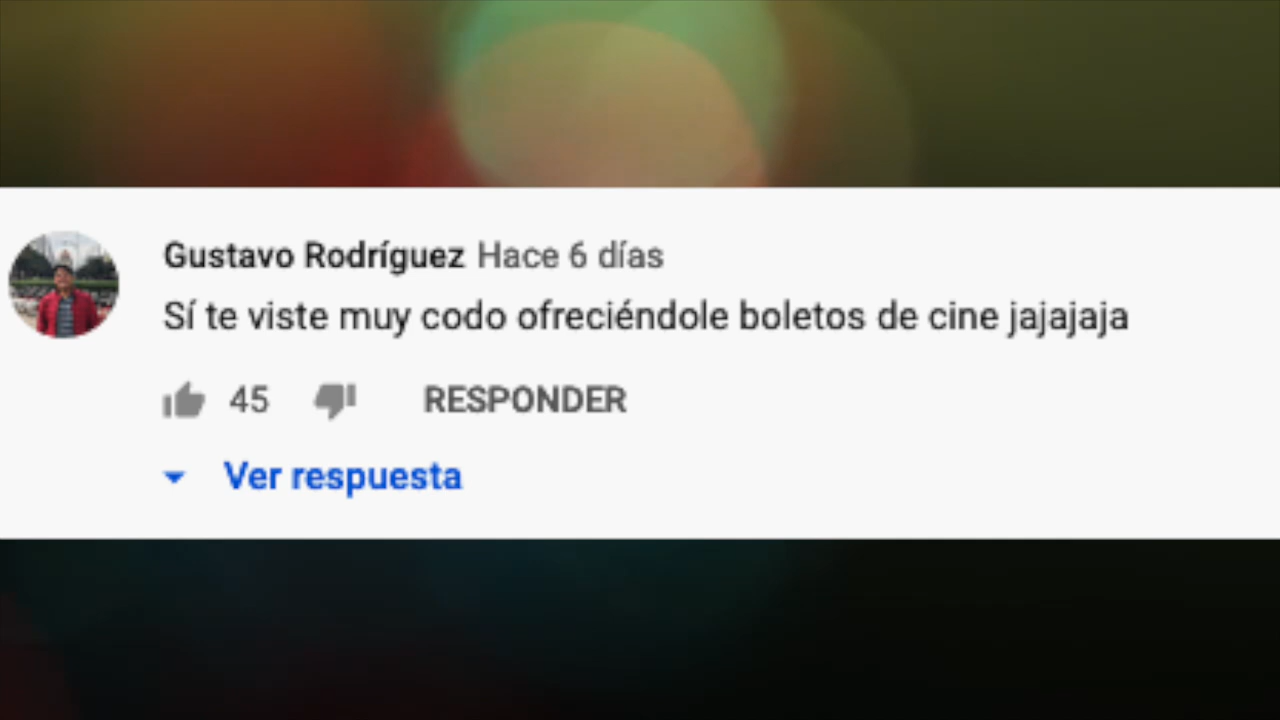 Gustavo Rodríguez Hace 6 días
Sí te viste muy codo ofreciéndole boletos de cine jajajaja
45 RESPONDER
Ver respuesta